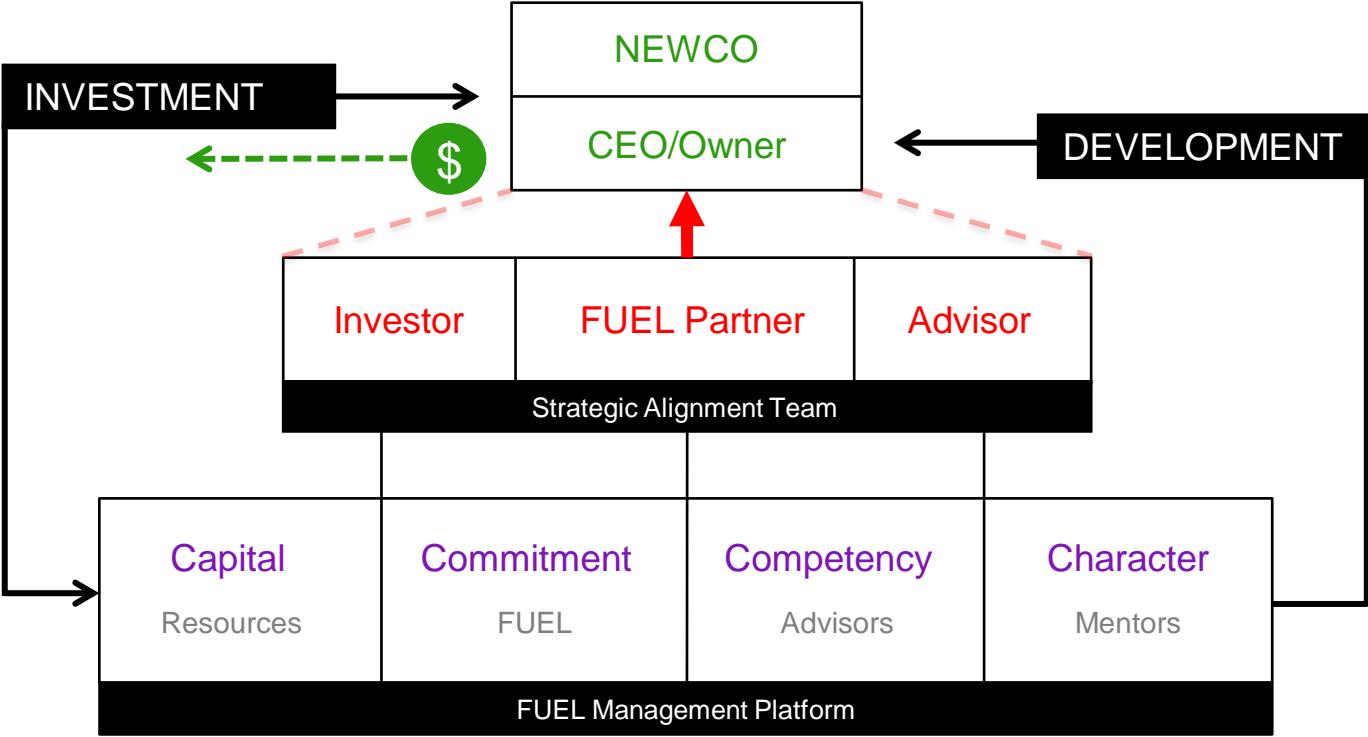 NEWCO
INVESTMENT
CEO/Owner
$
DEVELOPMENT
Investor
FUEL Partner
Advisor
Strategic Alignment Team
Capital
Commitment
Competency
Character
Resources
FUEL
Advisors
Mentors
FUEL Management Platform